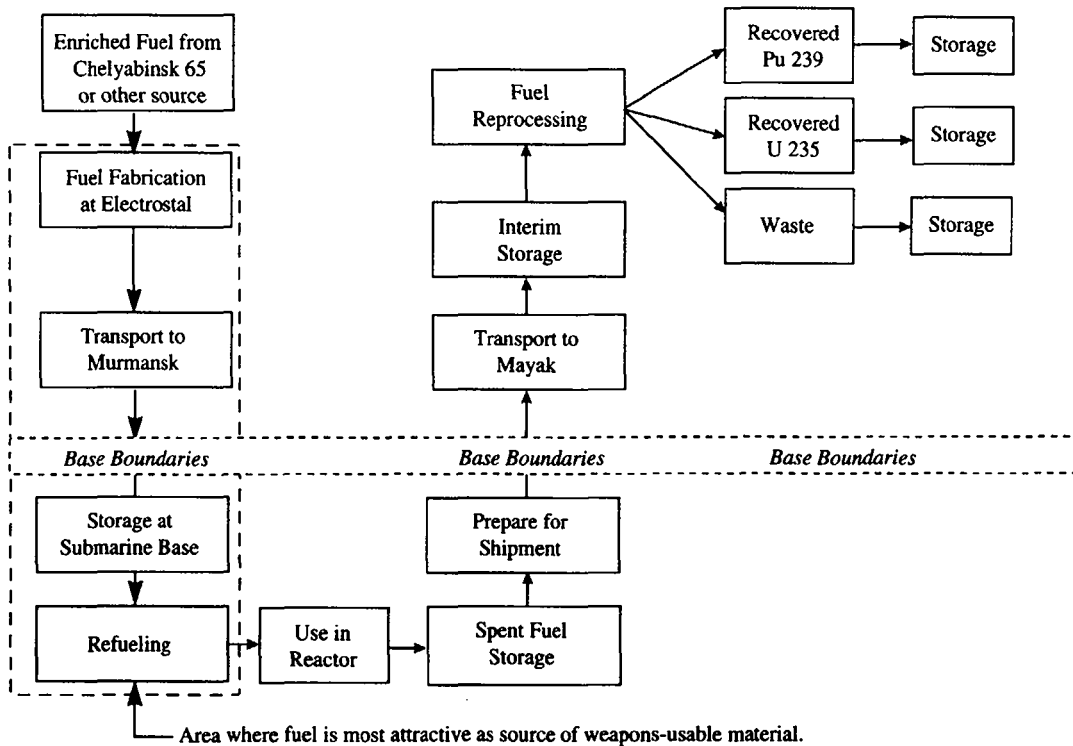 Enriched Fuel from
Chelyabinsk 65
or other source
Fuel Fabrication
at Electrostal
Transport to
Murmansk
Base Boundaries
Storage at
Submarine Base
Refueling
Use in
Reactor
Spent Fuel
Storage
Prepare for
Shipment
Base Boundaries
Transport to
Mayak
Interim
Storage
Fuel
Reprocessing
Recovered
Pu 239
Storage
Recovered
U 235
Storage
Waste
Storage
Base Boundaries
Area where fuel is most attractive as source of weapons-usable material.